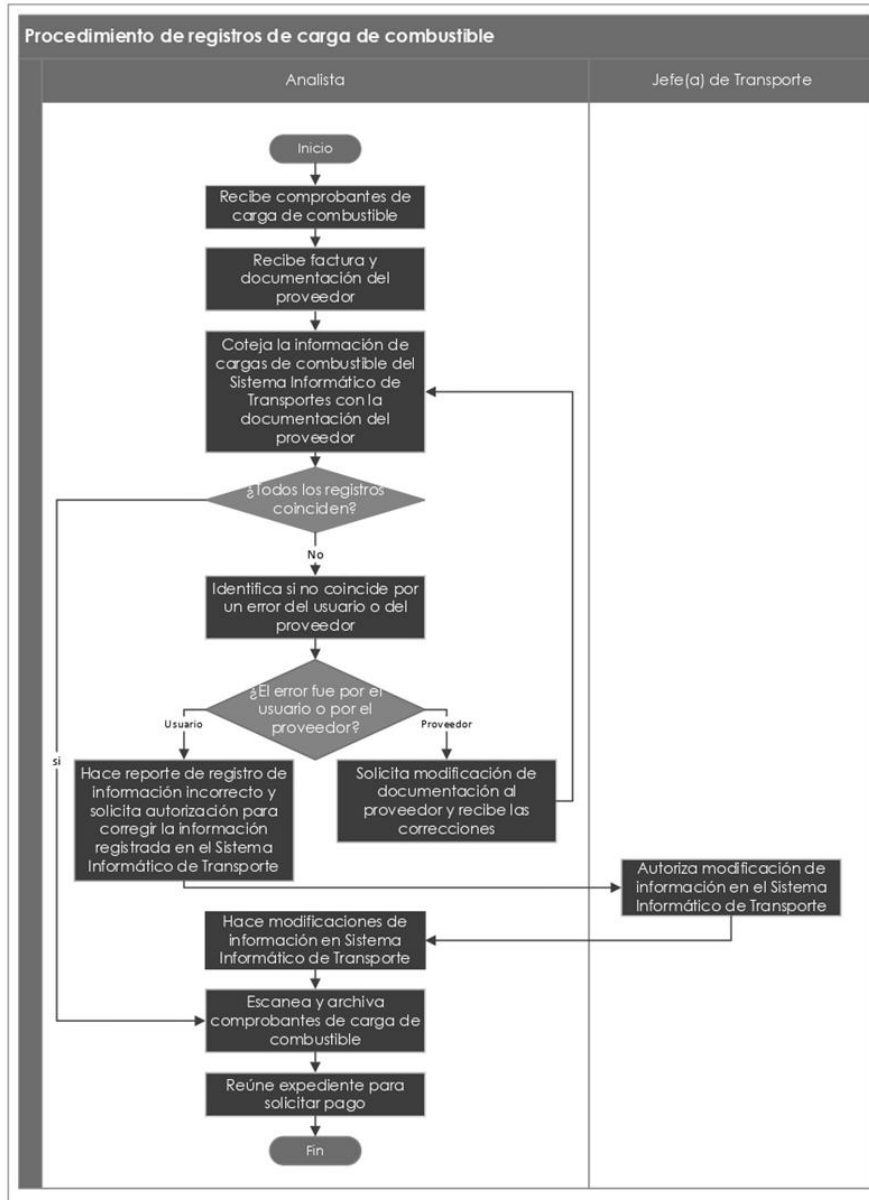 Procedimiento de registros de carga de combustible
Analista
Jefe(a) de Transporte
Inicio
Recibe comprobantes de
carga de combustible
Recibe factura y
documentación del
proveedor
Coteja la información de
cargas de combustible del
Sistema Informático de
Transportes con la
documentación del
proveedor
¿Todos los registros
coinciden?
No
Identifica si no coincide por
un error del usuario o del
proveedor
¿El error fue por el
usuario o por el
proveedor?
Usuario
Proveedor
si
Hace reporte de registro de
información incorrecto y
solicita autorización para
corregir la información
registrada en el Sistema
Informático de Transporte
Solicita modificación de
documentación al
proveedor y recibe las
correcciones
Autoriza modificación de
información en el Sistema
Informático de Transporte
Hace modificaciones de
información en Sistema
Informático de Transporte
Escanea y archiva
comprobantes de carga de
combustible
Reúne expediente para
solicitar pago
Fin